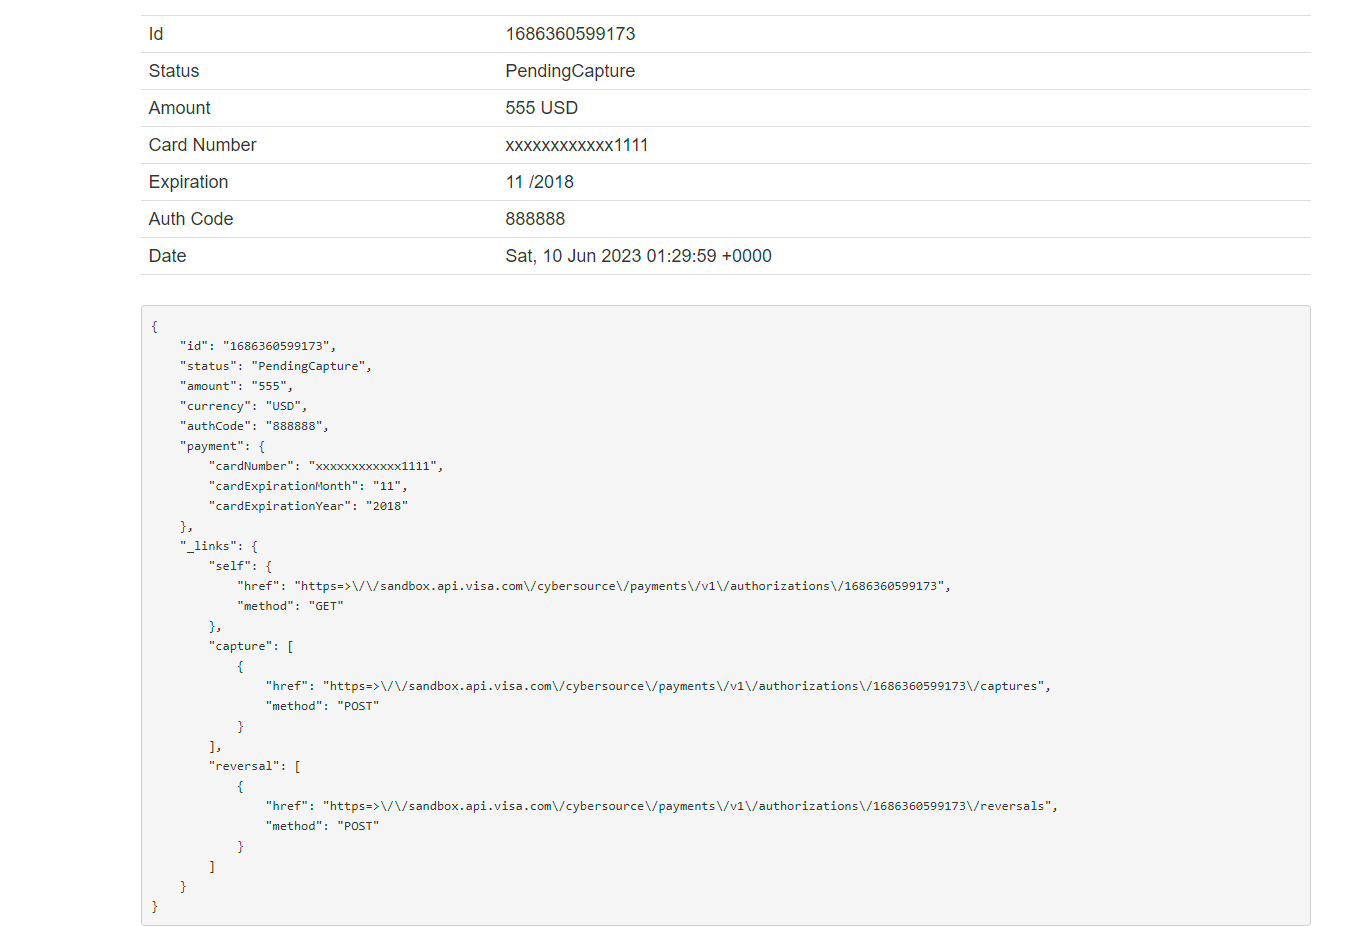 Id 1686360599173
Status PendingCapture
Amount 555 USD
Card Number xxxxxxxxxxxx1111
Expiration 11 /2018
Auth Code 888888
Date Sat, 10 Jun 2023 01:29:59 +0000
{
    "id": "1686360599173",
    "status": "PendingCapture",
    "amount": "555",
    "currency": "USD",
    "authCode": "888888",
    "payment": {
        "cardNumber": "xxxxxxxxxxxx1111",
        "cardExpirationMonth": "11",
        "cardExpirationYear": "2018"
    },
    "_links": {
        "self": {
            "href": "https=>\/\/sandbox.api.visa.com\/cybersource\/payments\/v1\/authorizations\/1686360599173",
            "method": "GET"
        },
        "capture": [
            {
                "href": "https=>\/\/sandbox.api.visa.com\/cybersource\/payments\/v1\/authorizations\/1686360599173\/captures",
                "method": "POST"
            }
        ],
        "reversal": [
            {
                "href": "https=>\/\/sandbox.api.visa.com\/cybersource\/payments\/v1\/authorizations\/1686360599173\/reversals",
                "method": "POST"
            }
        ]
    }
}